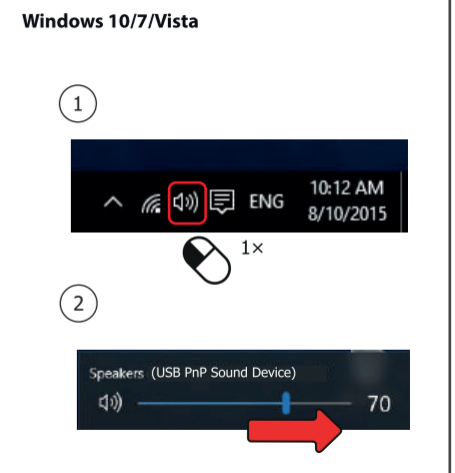 Windows 10/7/Vista
1
ENG
10:12 AM
8/10/2015
1×
2
Speakers (USB PnP Sound Device)
70